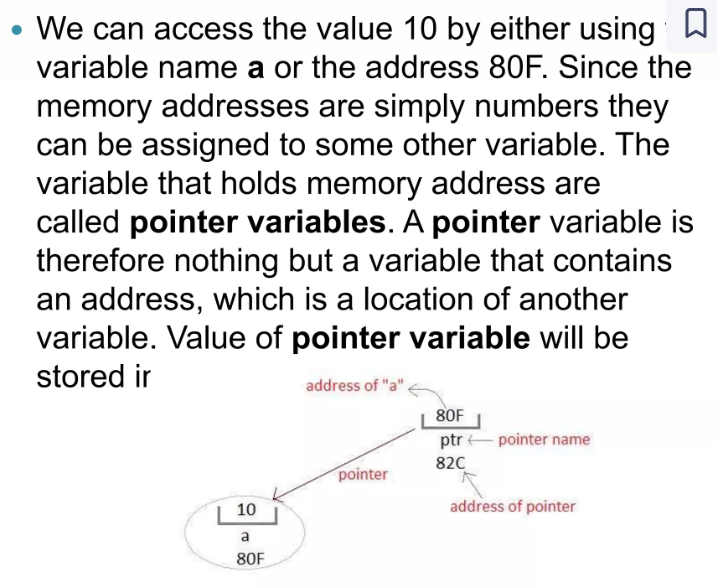 • We can access the value 10 by either using
variable name a or the address 80F. Since the
memory addresses are simply numbers they
can be assigned to some other variable. The
variable that holds memory address are
called pointer variables. A pointer variable is
therefore nothing but a variable that contains
an address, which is a location of another
variable. Value of pointer variable will be
stored
address of "a"
80F
ptr pointer name
82C
pointer
address of pointer
10
a
80F